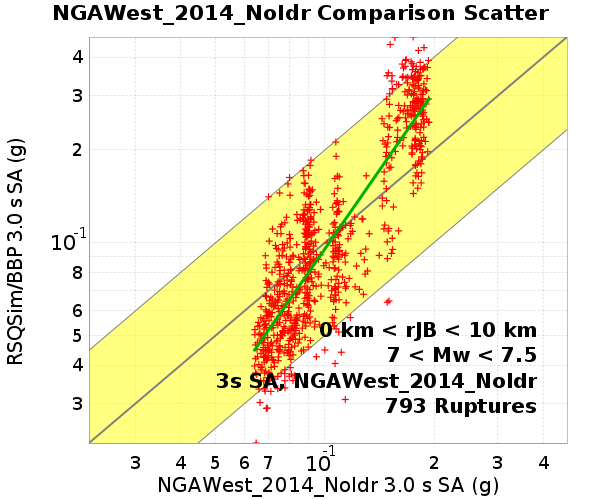 NGAWest_2014_NoIdr Comparison Scatter
RSQSim/BBP 3.0 s SA (g)
4
3
2
10-1
8
6
5
4
3
0 km < rJB < 10 km
7 < Mw < 7.5
3s SA, NGAWest_2014_NoIdr
793 Ruptures
3 4 5 6 7 10-1 2 3 4
NGAWest_2014_NoIdr 3.0 s SA (g)